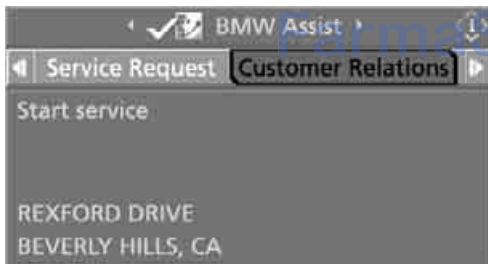 BMW Assist
Service Request Customer Relations
Start service
REXFORD DRIVE
BEVERLY HILLS, CA